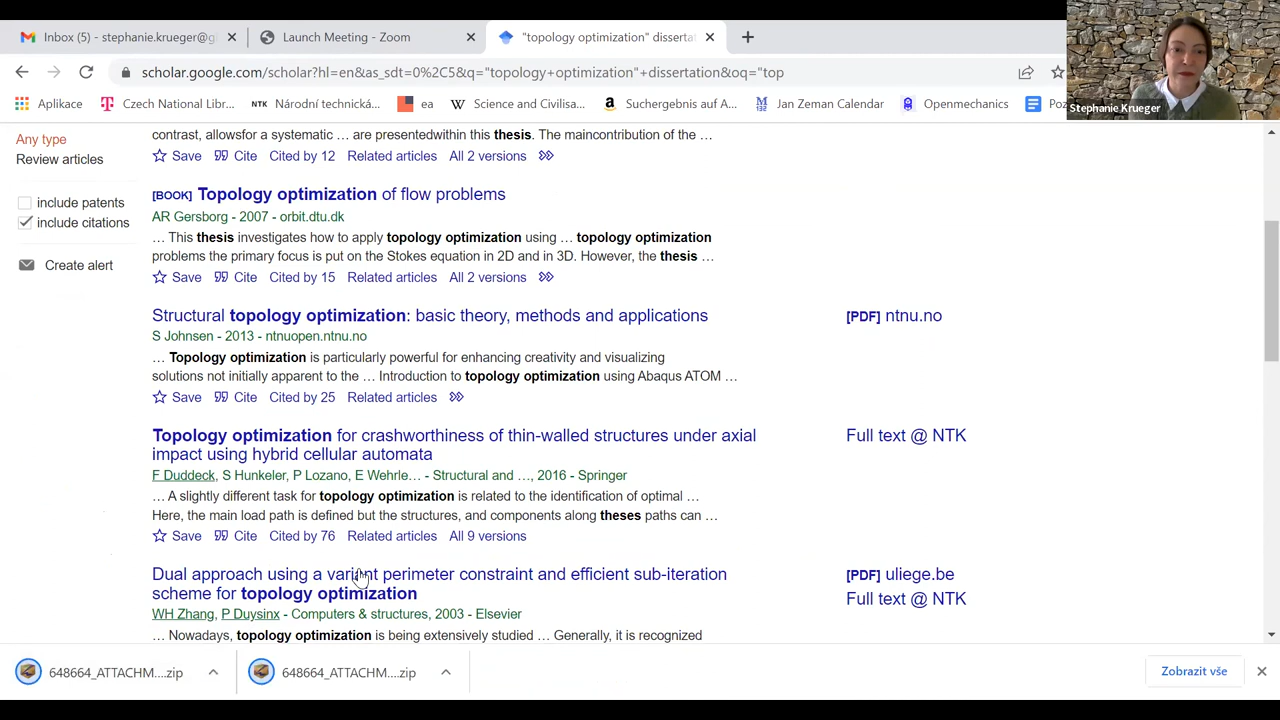 Inbox (5) - stephanie.krueger@g
Launch Meeting - Zoom
"topology optimization" disserta
scholar.google.com/scholar?hl=en&as_sdt=0%2C5&q="topology+optimization"+dissertation&oq="top
Aplikace
Czech National Libr...
NTK Národní technická...
ea
Science and Civilisa...
Suchergebnis auf A...
Jan Zeman Calendar
Openmechanics
Poz
Stephanie Krueger
Any type
Review articles
include patents
include citations
Create alert
contrast, allowsfor a systematic … are presentedwithin this thesis. The maincontribution of the …
Save Cite Cited by 12 Related articles All 2 versions
[BOOK] Topology optimization of flow problems
AR Gersborg - 2007 - orbit.dtu.dk
… This thesis investigates how to apply topology optimization using … topology optimization
problems the primary focus is put on the Stokes equation in 2D and in 3D. However, the thesis …
Save Cite Cited by 15 Related articles All 2 versions
Structural topology optimization: basic theory, methods and applications
[PDF] ntnu.no
S Johnsen - 2013 - ntnuopen.ntnu.no
… Topology optimization is particularly powerful for enhancing creativity and visualizing
solutions not initially apparent to the … Introduction to topology optimization using Abaqus ATOM …
Save Cite Cited by 25 Related articles
Topology optimization for crashworthiness of thin-walled structures under axial
impact using hybrid cellular automata
Full text @ NTK
F Duddeck, S Hunkeler, P Lozano, E Wehrle… - Structural and …, 2016 - Springer
… A slightly different task for topology optimization is related to the identification of optimal …
Here, the main load path is defined but the structures, and components along theses paths can …
Save Cite Cited by 76 Related articles All 9 versions
Dual approach using a variant perimeter constraint and efficient sub-iteration
scheme for topology optimization
[PDF] uliege.be
Full text @ NTK
WH Zhang, P Duysinx - Computers & structures, 2003 - Elsevier
… Nowadays, topology optimization is being extensively studied … Generally, it is recognized
648664_ATTACHM....zip
648664_ATTACHM....zip
Zobrazit vše